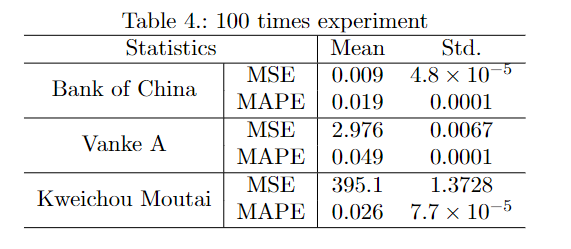 Table 4.: 100 times experiment
Statistics Mean Std.
Bank of China MSE 0.009 4.8 × 10⁻⁵
MAPE 0.019 0.0001
Vanke A MSE 2.976 0.0067
MAPE 0.049 0.0001
Kweichou Moutai MSE 395.1 1.3728
MAPE 0.026 7.7 × 10⁻⁵